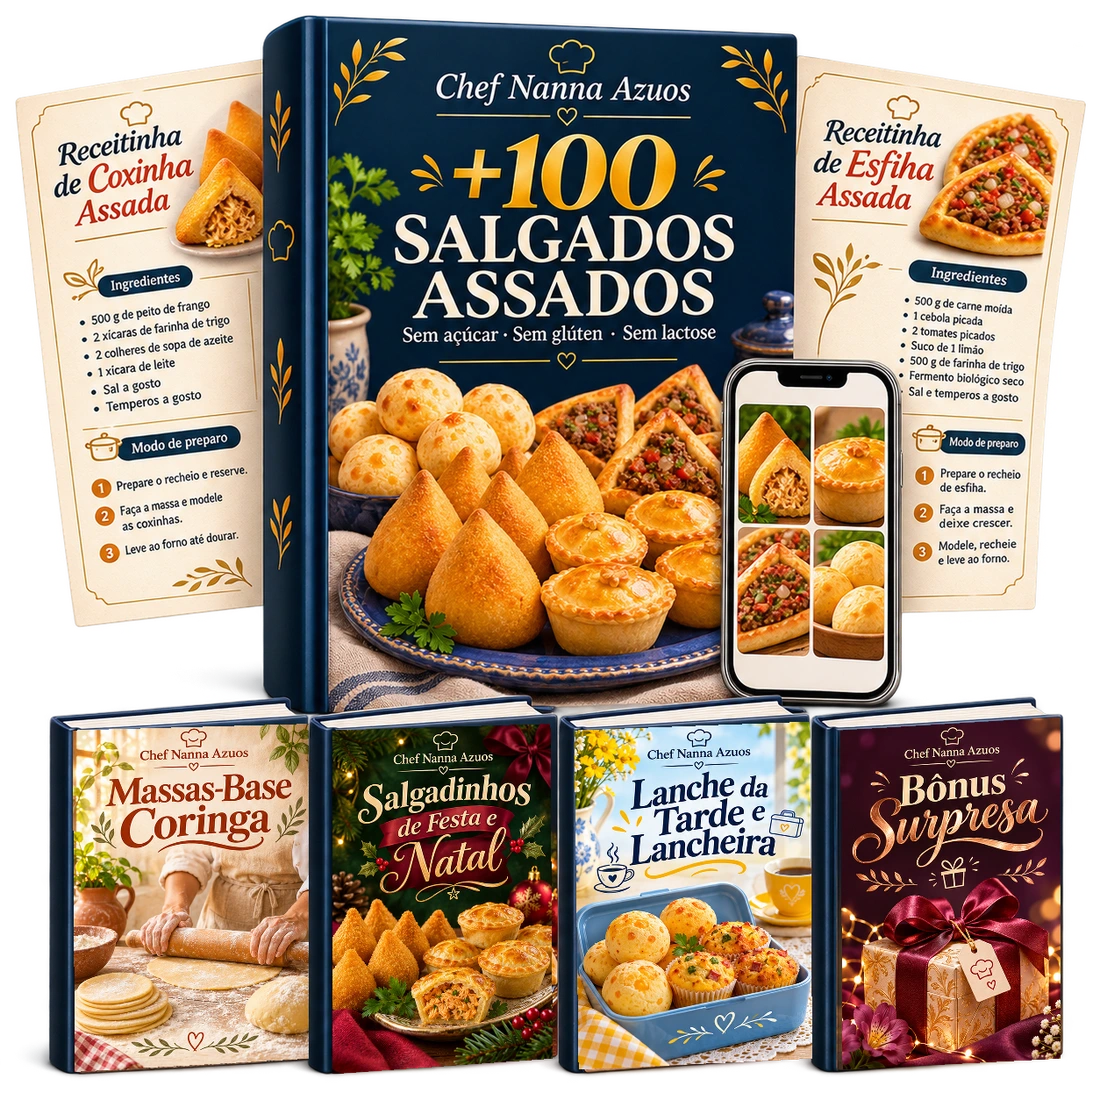 Chef Nanna Azuos
+100
SALGADOS
ASSADOS
Sem açúcar · Sem glúten · Sem lactose
Receitinha
de Coxinha
Assada
Ingredientes
• 500 g de peito de frango
• 2 xícaras de farinha de trigo
• 2 colheres de sopa de azeite
• 1 xícara de leite
• Sal a gosto
• Temperos a gosto
Modo de preparo
1 Prepare o recheio e reserve.
2 Faça a massa e modele
as coxinhas.
3 Leve ao forno até dourar.
Receitinha
de Esfiha
Assada
Ingredientes
• 500 g de carne moída
• 1 cebola picada
• 2 tomates picados
• Suco de 1 limão
• 500 g de farinha de trigo
• Fermento biológico seco
• Sal e temperos a gosto
Modo de preparo
1 Prepare o recheio
de esfiha.
2 Faça a massa e
deixe crescer.
3 Modele, recheie
e leve ao forno.
Chef Nanna Azuos
Massas-Base
Coringa
Chef Nanna Azuos
Salgadinhos
de Festa e
Natal
Chef Nanna Azuos
Lanche da
Tarde e
Lancheira
Chef Nanna Azuos
Bônus
Surpresa